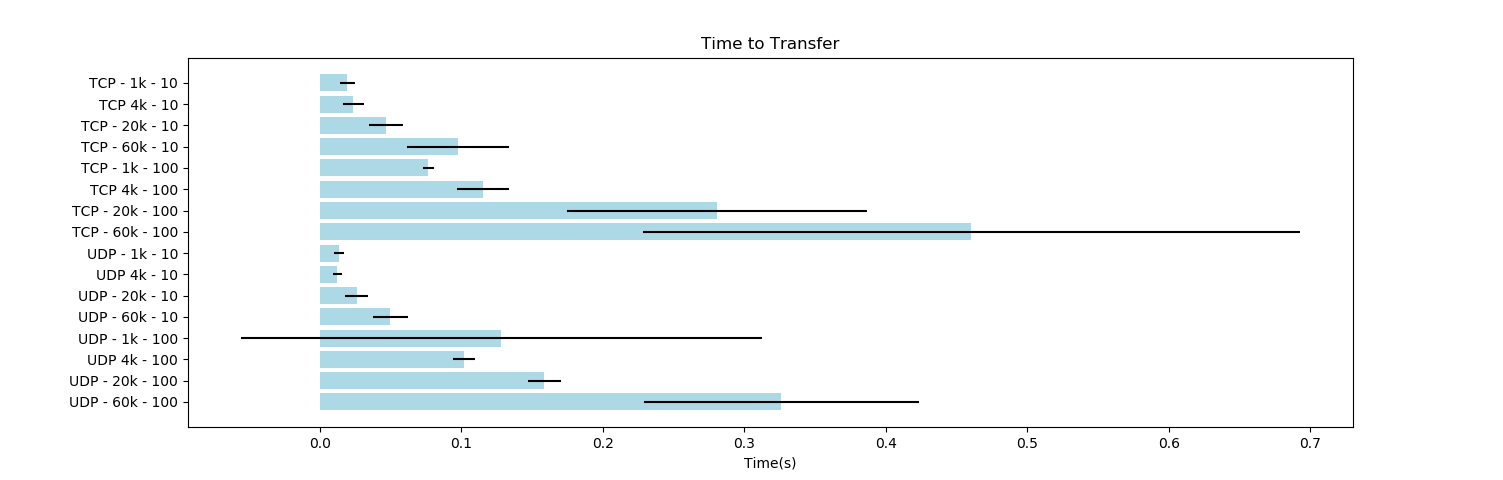 Time to Transfer
TCP - 1k - 10
TCP 4k - 10
TCP - 20k - 10
TCP - 60k - 10
TCP - 1k - 100
TCP 4k - 100
TCP - 20k - 100
TCP - 60k - 100
UDP - 1k - 10
UDP 4k - 10
UDP - 20k - 10
UDP - 60k - 10
UDP - 1k - 100
UDP 4k - 100
UDP - 20k - 100
UDP - 60k - 100
0.0 0.1 0.2 0.3 0.4 0.5 0.6 0.7
Time(s)